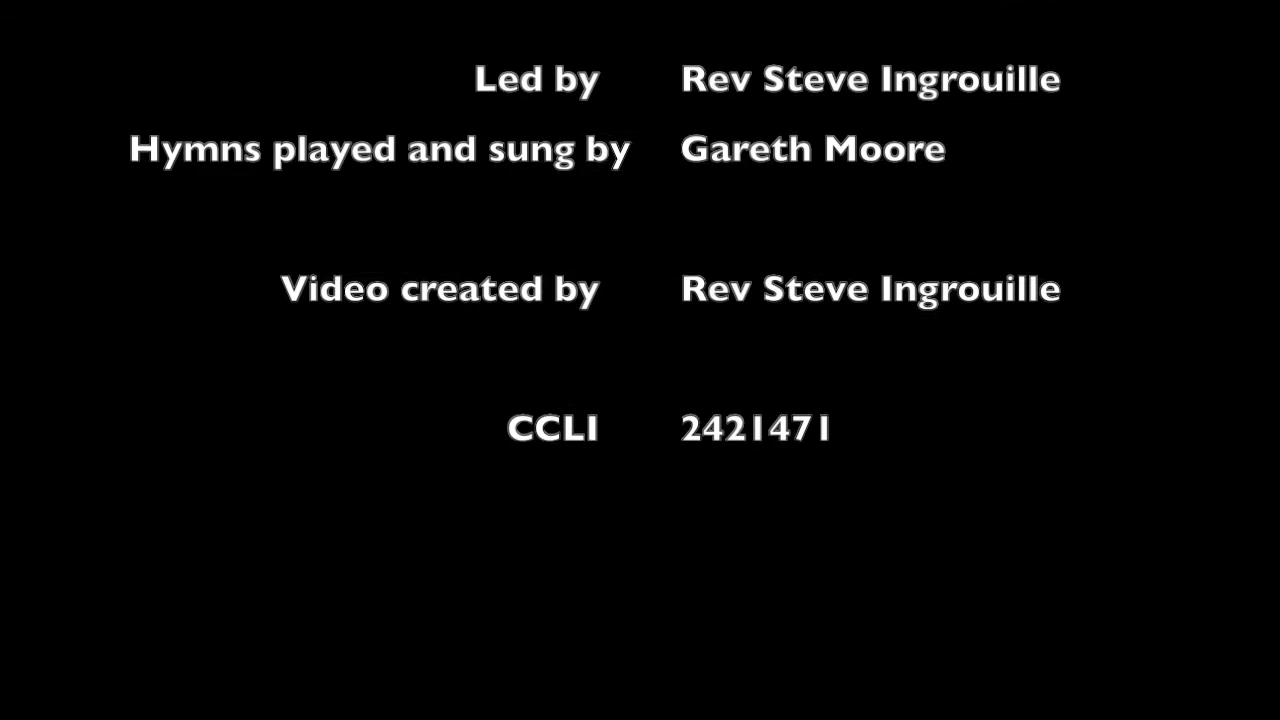 Led by Rev Steve Ingrouille
Hymns played and sung by Gareth Moore
Video created by Rev Steve Ingrouille
CCLI 2421471